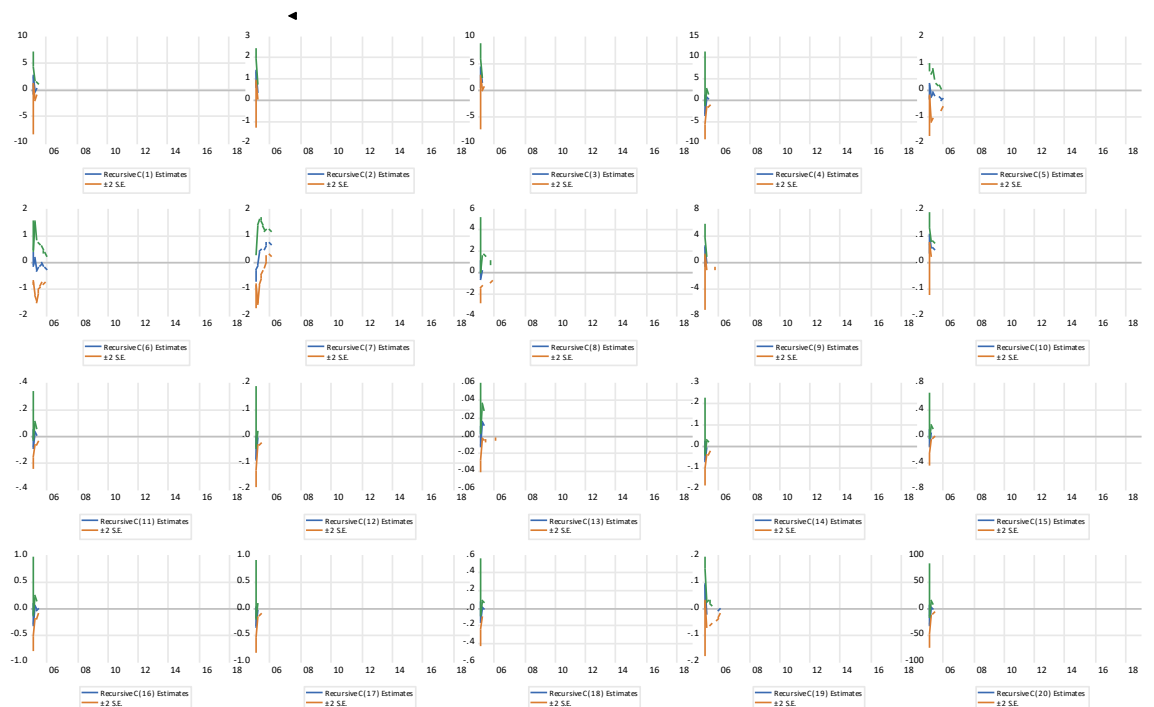 10
5
0
-5
-10
06 08 10 12 14 16 18
Recursive C(1) Estimates
± 2 S.E.
3
2
1
0
-1
-2
06 08 10 12 14 16 18
Recursive C(2) Estimates
± 2 S.E.
10
5
0
-5
-10
06 08 10 12 14 16 18
Recursive C(3) Estimates
± 2 S.E.
15
10
5
0
-5
-10
06 08 10 12 14 16 18
Recursive C(4) Estimates
± 2 S.E.
2
1
0
-1
-2
06 08 10 12 14 16 18
Recursive C(5) Estimates
± 2 S.E.
2
1
0
-1
-2
06 08 10 12 14 16 18
Recursive C(6) Estimates
± 2 S.E.
2
1
0
-1
-2
06 08 10 12 14 16 18
Recursive C(7) Estimates
± 2 S.E.
6
4
2
0
-2
-4
06 08 10 12 14 16 18
Recursive C(8) Estimates
± 2 S.E.
8
4
0
-4
-8
06 08 10 12 14 16 18
Recursive C(9) Estimates
± 2 S.E.
.2
.1
.0
-.1
-.2
06 08 10 12 14 16 18
Recursive C(10) Estimates
± 2 S.E.
.4
.2
.0
-.2
-.4
06 08 10 12 14 16 18
Recursive C(11) Estimates
± 2 S.E.
.2
.1
.0
-.1
-.2
06 08 10 12 14 16 18
Recursive C(12) Estimates
± 2 S.E.
.06
.04
.02
.00
-.02
-.04
-.06
06 08 10 12 14 16 18
Recursive C(13) Estimates
± 2 S.E.
.3
.2
.1
.0
-.1
-.2
06 08 10 12 14 16 18
Recursive C(14) Estimates
± 2 S.E.
.8
.4
.0
-.4
-.8
06 08 10 12 14 16 18
Recursive C(15) Estimates
± 2 S.E.
1.0
0.5
0.0
-0.5
-1.0
06 08 10 12 14 16 18
Recursive C(16) Estimates
± 2 S.E.
1.0
0.5
0.0
-0.5
-1.0
06 08 10 12 14 16 18
Recursive C(17) Estimates
± 2 S.E.
.6
.4
.2
.0
-.2
-.4
-.6
06 08 10 12 14 16 18
Recursive C(18) Estimates
± 2 S.E.
.2
.1
.0
-.1
-.2
06 08 10 12 14 16 18
Recursive C(19) Estimates
± 2 S.E.
100
50
0
-50
-100
06 08 10 12 14 16 18
Recursive C(20) Estimates
± 2 S.E.